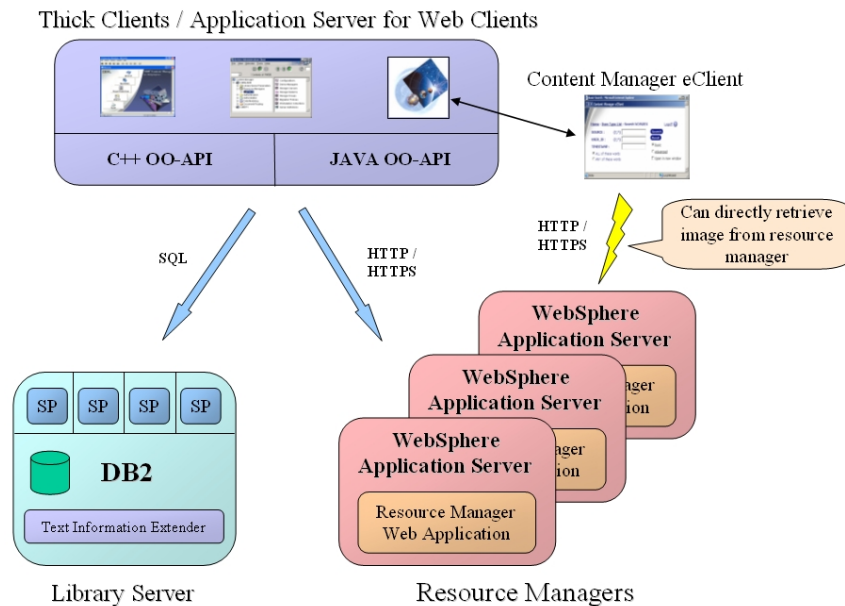 Thick Clients / Application Server for Web Clients
Content Manager eClient
C++ OO-API
JAVA OO-API
SQL
HTTP /
HTTPS
HTTP /
HTTPS
Can directly retrieve
image from resource
manager
WebSphere
Application Server
WebSphere
Application Server
WebSphere
Application Server
Resource Manager
Web Application
SP
SP
SP
SP
DB2
Text Information Extender
Library Server
Resource Managers